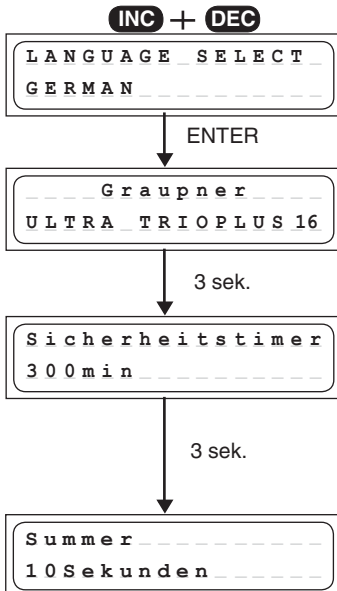 INC + DEC
LANGUAGE SELECT
GERMAN
ENTER
Graupner
ULTRA TRIOPLUS 16
3 sek.
Sicherheitstimer
300min
3 sek.
Summer
10Sekunden